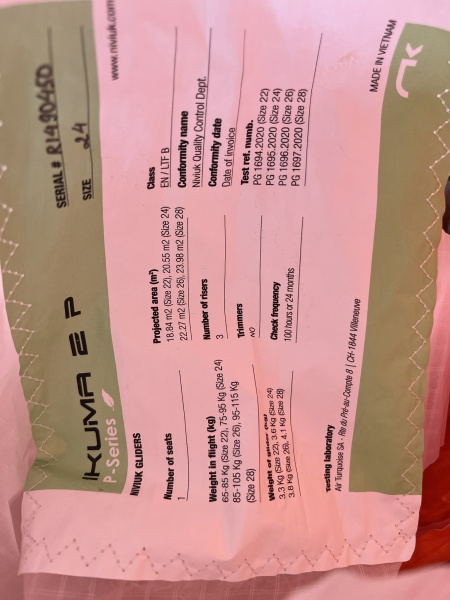 IKUMA 2 P
P-Series
SERIAL # R1490450
SIZE 24
www.niviuk.com
NIVIUK GLIDERS
Number of seats
1
Weight in flight (kg)
65-85 Kg (Size 22), 75-95 Kg (Size 24)
85-105 Kg (Size 26), 95-115 Kg
(Size 28)
Weight of
3.3 Kg (Size 22), 3.6 Kg (Size 24)
3.8 Kg (Size 26), 4.1 Kg (Size 28)
Projected area (m²)
18.84 m2 (Size 22), 20.55 m2 (Size 24)
22.27 m2 (Size 26), 23.98 m2 (Size 28)
Number of risers
3
Trimmers
NO
Check frequency
100 hours or 24 months
Class
EN / LTF B
Conformity name
Niviuk Quality Control Dept.
Conformity date
Date of invoice
Test ref. numb.
PG 1694.2020 (Size 22)
PG 1695.2020 (Size 24)
PG 1696.2020 (Size 26)
PG 1697.2020 (Size 28)
Testing laboratory
Air Turquoise SA - Rte du Pré-au-Comte 8 | CH-1844 Villeneuve
MADE IN VIETNAM